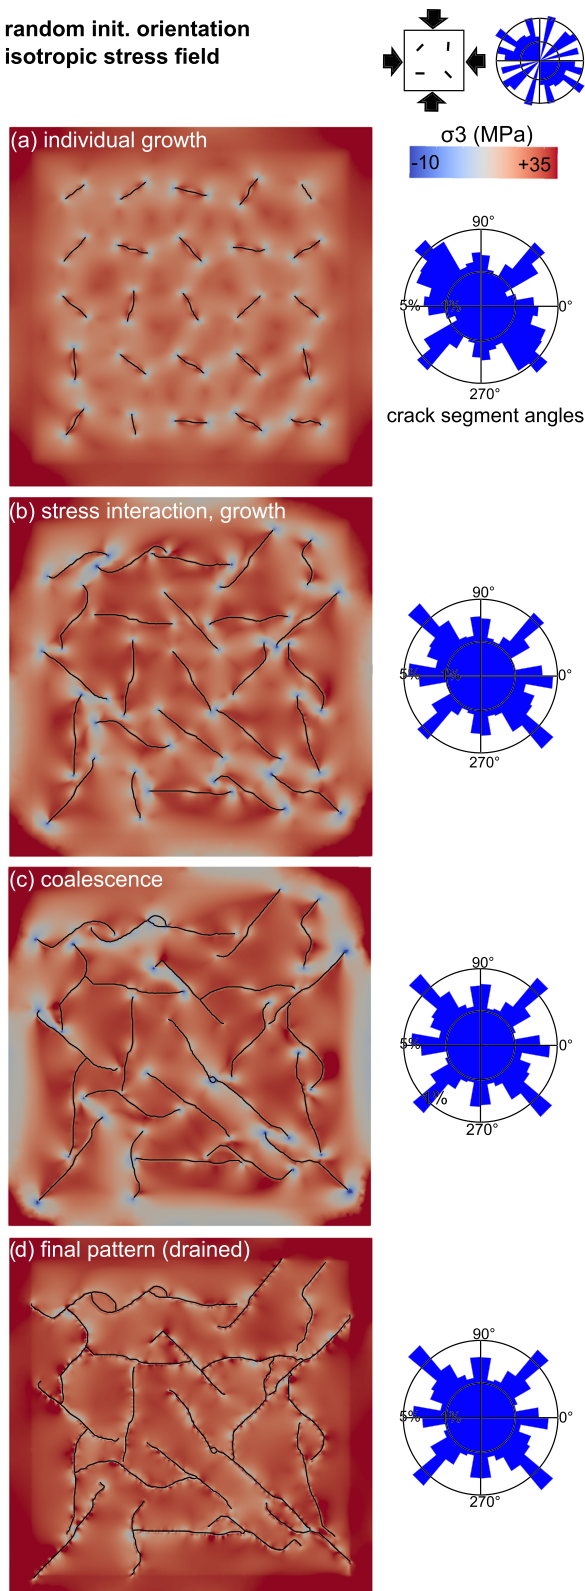 random init. orientation
isotropic stress field
σ3 (MPa)
-10
+35
(a) individual growth
90°
5%
1%
0°
270°
crack segment angles
(b) stress interaction, growth
90°
5%
1%
0°
270°
(c) coalescence
90°
5%
0°
1%
270°
(d) final pattern (drained)
90°
5%
1%
0°
270°